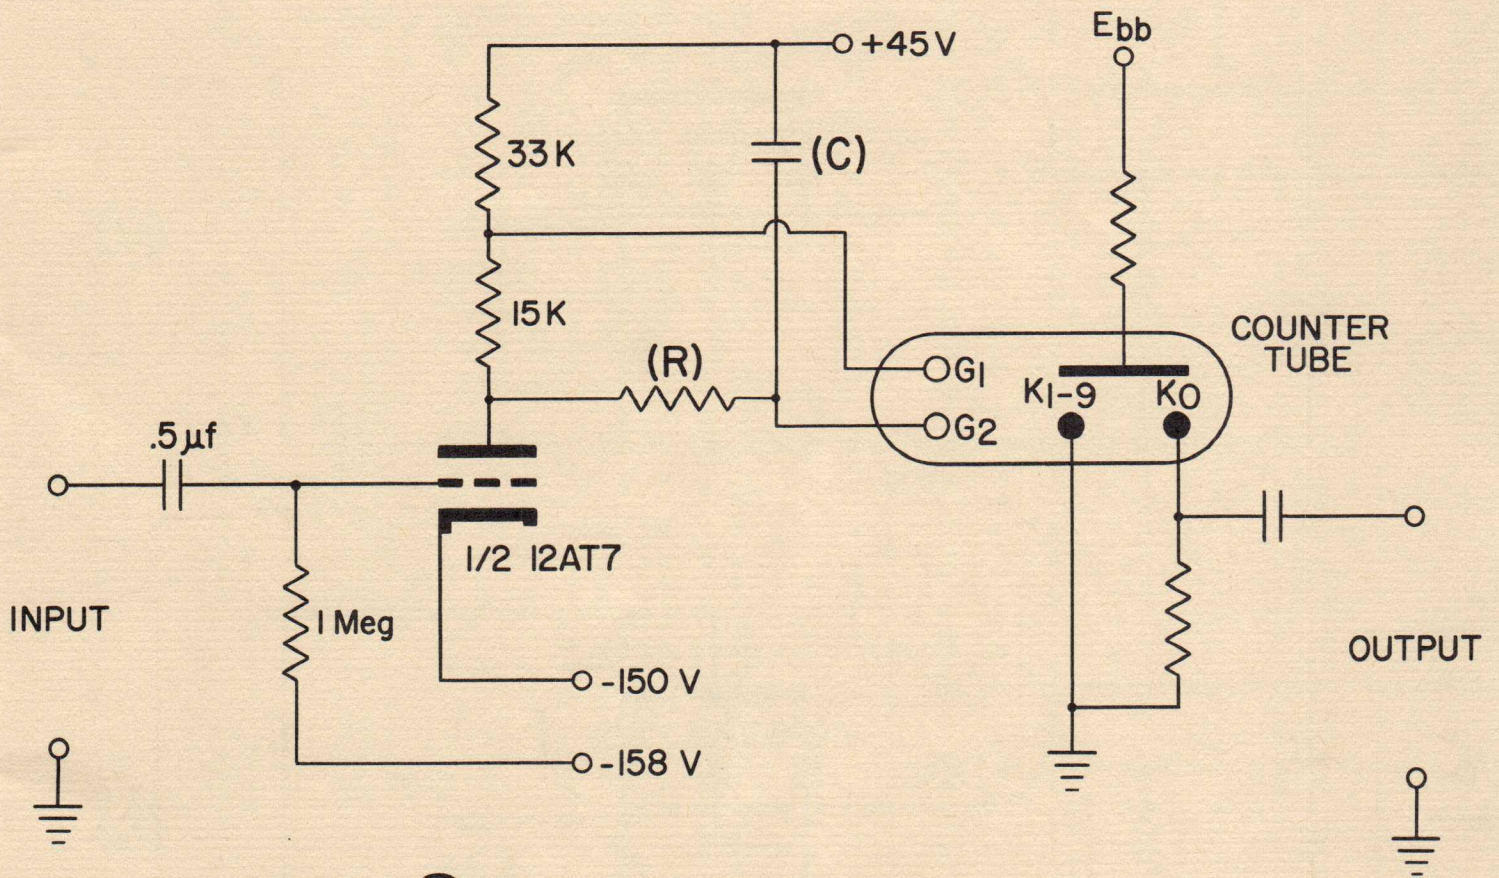 +45V
Ebb
33K
(C)
15K
(R)
COUNTER
TUBE
G1
K1-9
K0
G2
.5μf
1/2 12AT7
INPUT
1 Meg
-150 V
-158 V
OUTPUT